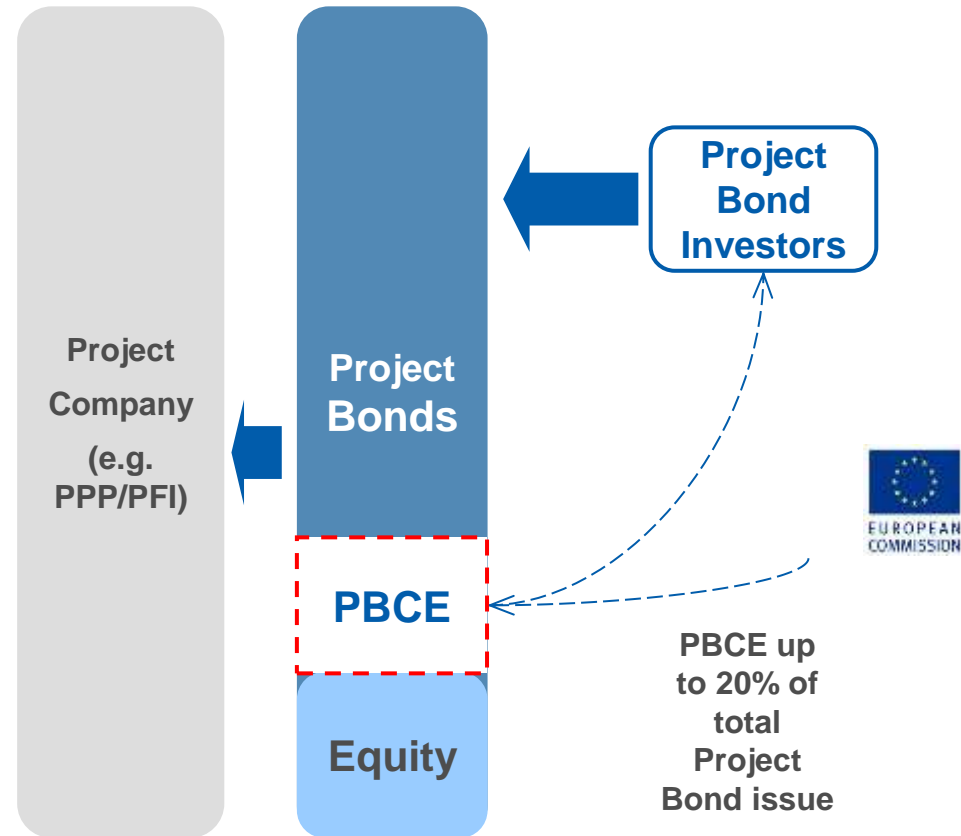 Project
Company
(e.g.
PPP/PFI)
Project
Bonds
PBCE
Equity
Project
Bond
Investors
EUROPEAN
COMMISSION
PBCE up
to 20% of
total
Project
Bond issue